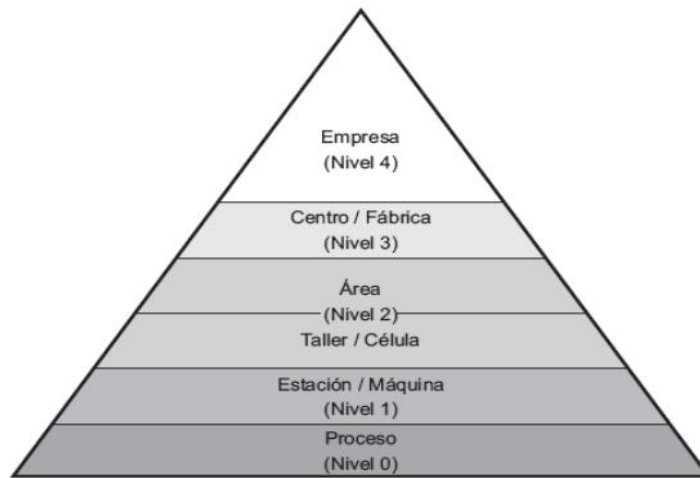 Empresa
(Nivel 4)
Centro / Fábrica
(Nivel 3)
Área
(Nivel 2)
Taller / Célula
Estación / Máquina
(Nivel 1)
Proceso
(Nivel 0)